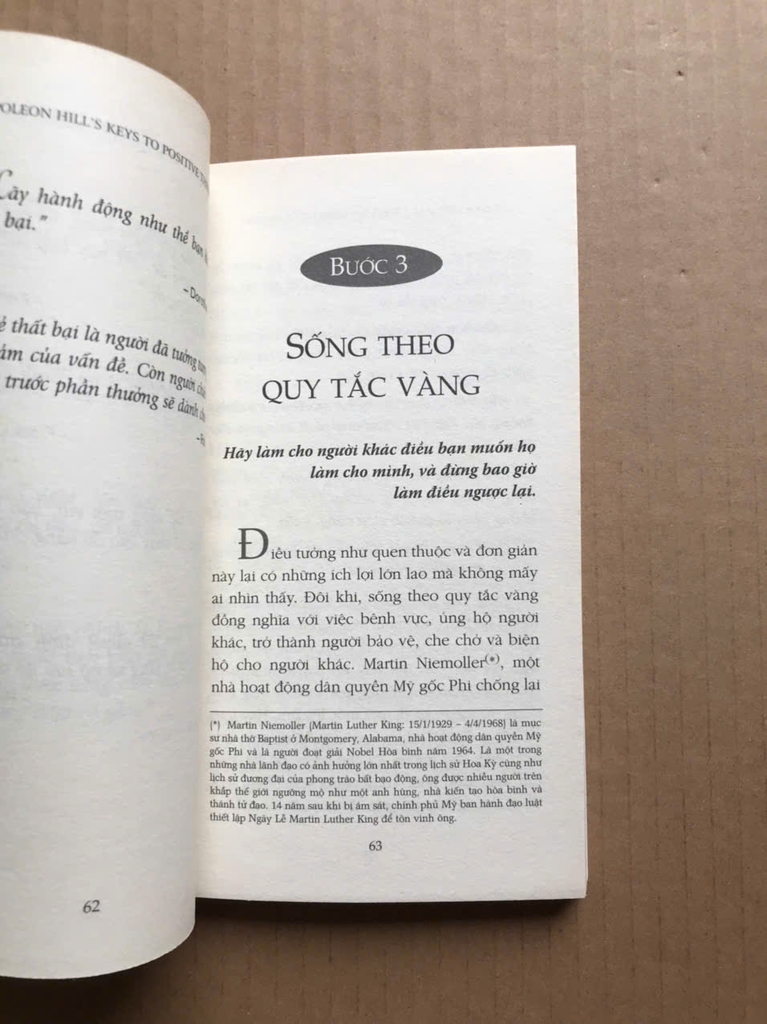 HILL'S KEYS TO POSITIVE
hành động như thể
bại."
thất bại là người đã tưởng
của vấn đề. Còn người
trước phần thưởng sẽ dành
62
BƯỚC 3
SỐNG THEO
QUY TẮC VÀNG
Hãy làm cho người khác điều bạn muốn họ
làm cho mình, và đừng bao giờ
làm điều ngược lại.
Điều tưởng như quen thuộc và đơn giản
này lại có những ích lợi lớn lao mà không mấy
ai nhìn thấy. Đôi khi, sống theo quy tắc vàng
đồng nghĩa với việc bênh vực, ủng hộ người
khác, trở thành người bảo vệ, che chở và biện
hộ cho người khác. Martin Niemoller(*), một
nhà hoạt động dân quyền Mỹ gốc Phi chống lại
(*) Martin Niemoller [Martin Luther King: 15/1/1929 – 4/4/1968] là mục
sư nhà thờ Baptist ở Montgomery, Alabama, nhà hoạt động dân quyền Mỹ
gốc Phi và là người đoạt giải Nobel Hòa bình năm 1964. Là một trong
những nhà lãnh đạo có ảnh hưởng lớn nhất trong lịch sử Hoa Kỳ cũng như
lịch sử đương đại của phong trào bất bạo động, ông được nhiều người trên
khắp thế giới ngưỡng mộ như một anh hùng, nhà kiến tạo hòa bình và
thánh tử đạo. 14 năm sau khi bị ám sát, chính phủ Mỹ ban hành đạo luật
thiết lập Ngày Lễ Martin Luther King để tôn vinh ông.
63